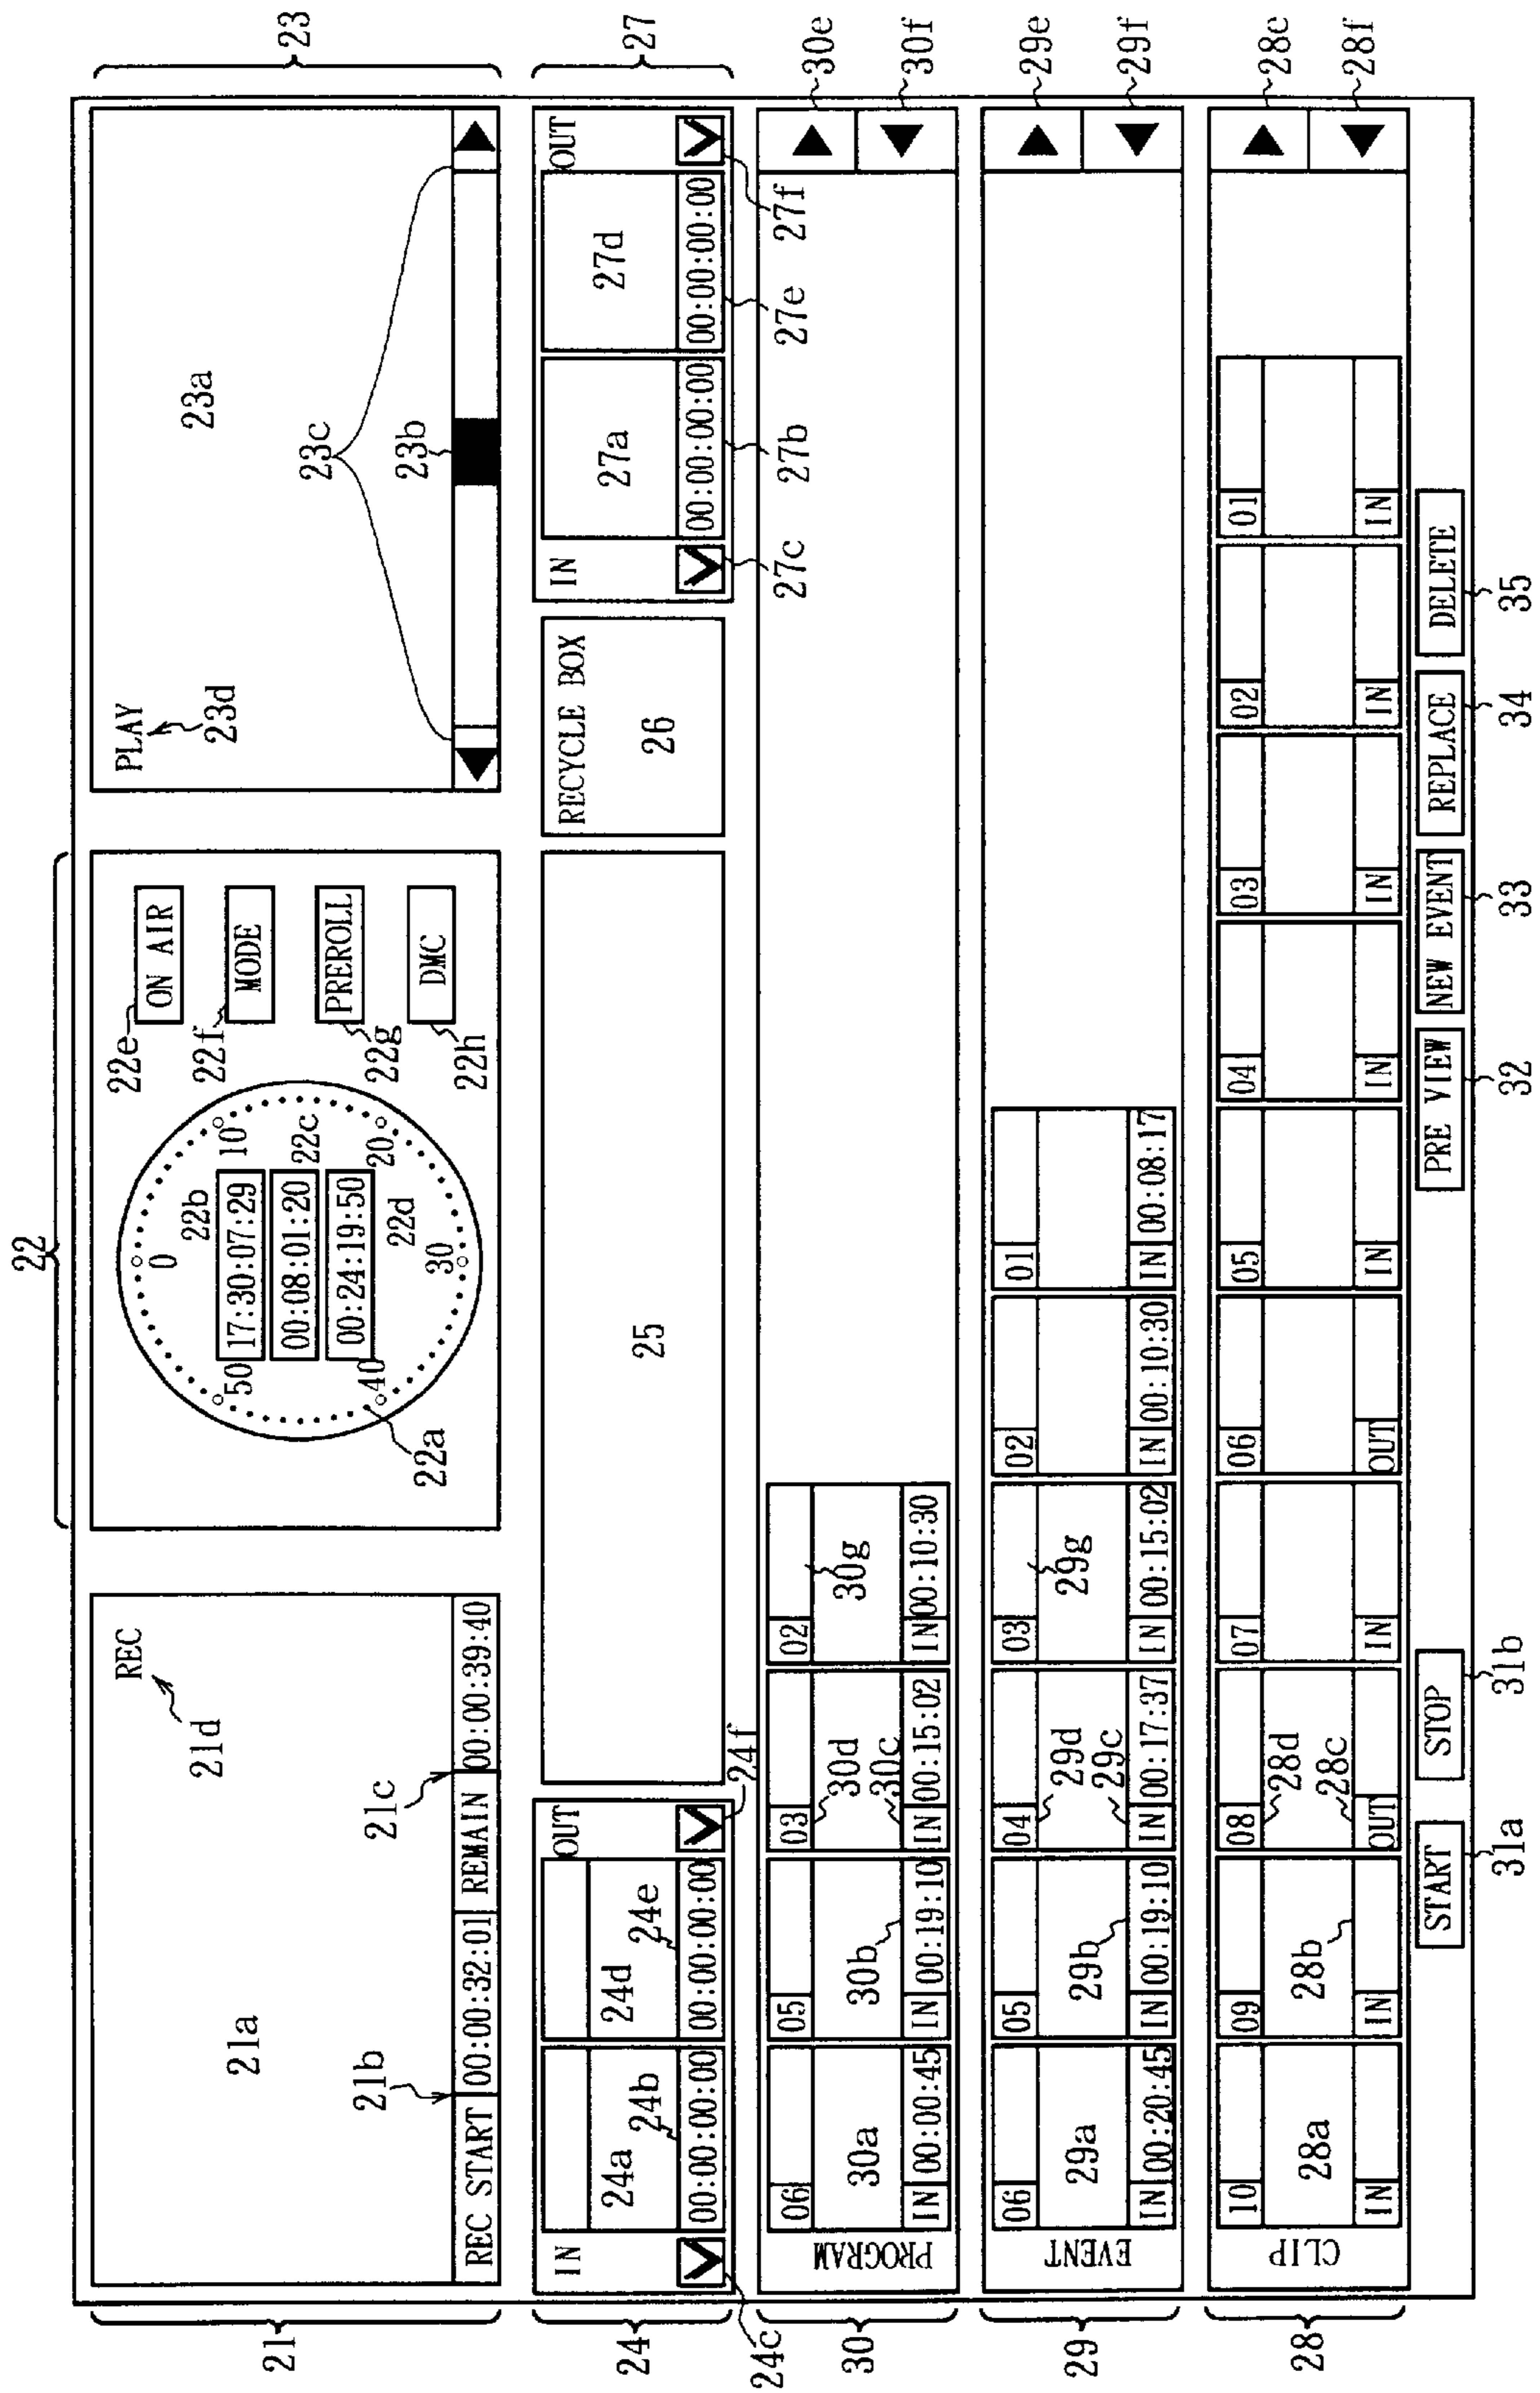 21
22
23
21a
21d
REC
21b
21c
REC START 00:00:32:01 REMAIN 00:00:39:40
22a
0
10
20
30
40
50
22b
17:30:07:29
00:08:01:20
22c
00:24:19:50
22d
22e
ON AIR
22f
MODE
22g
PREROLL
22h
DMC
PLAY
23d
23a
23c
23b
24
IN
24a
24b
00:00:00:00
24c
24d
24e
00:00:00:00
OUT
24f
25
RECYCLE BOX
26
27
IN
27a
00:00:00:00
27b
27c
27d
00:00:00:00
27e
OUT
27f
30
PROGRAM
06 05 03 02
30a 30b 30d 30g
30c
IN 00:00:45 IN 00:19:10 IN 00:15:02 IN 00:10:30
30e
30f
29
EVENT
06 05 04 03 02 01
29a 29b 29d 29g
29c
IN 00:20:45 IN 00:19:10 IN 00:17:37 IN 00:15:02 IN 00:10:30 IN 00:08:17
29e
29f
28
CLIP
10 09 08 07 06 05 04 03 02 01
28a 28b 28d
28c
IN IN OUT IN OUT IN IN IN IN IN
28e
28f
START STOP PRE VIEW NEW EVENT REPLACE DELETE
31a 31b 32 33 34 35